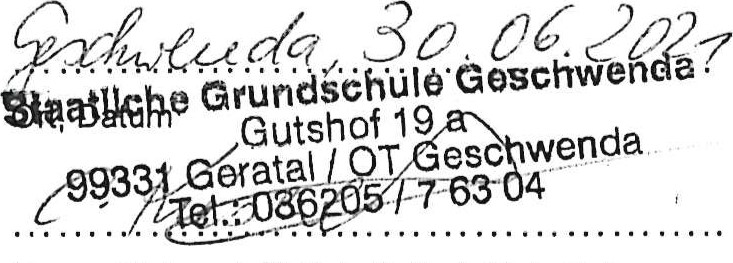 Geschwenda, 30.06.2021
Staatliche Grundschule Geschwenda
Ort, Datum
Gutshof 19 a
99331 Geratal / OT Geschwenda
Tel.: 036205 / 7 63 04